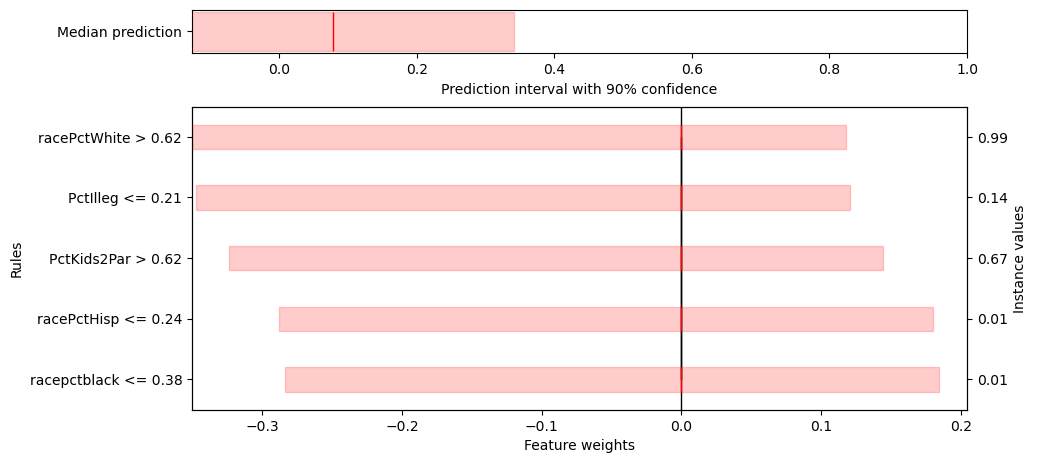 Median prediction
0.0 0.2 0.4 0.6 0.8 1.0
Prediction interval with 90% confidence
racePctWhite > 0.62 0.99
PctIlleg <= 0.21 0.14
PctKids2Par > 0.62 0.67
racePctHisp <= 0.24 0.01
racepctblack <= 0.38 0.01
Rules
Instance values
−0.3 −0.2 −0.1 0.0 0.1 0.2
Feature weights